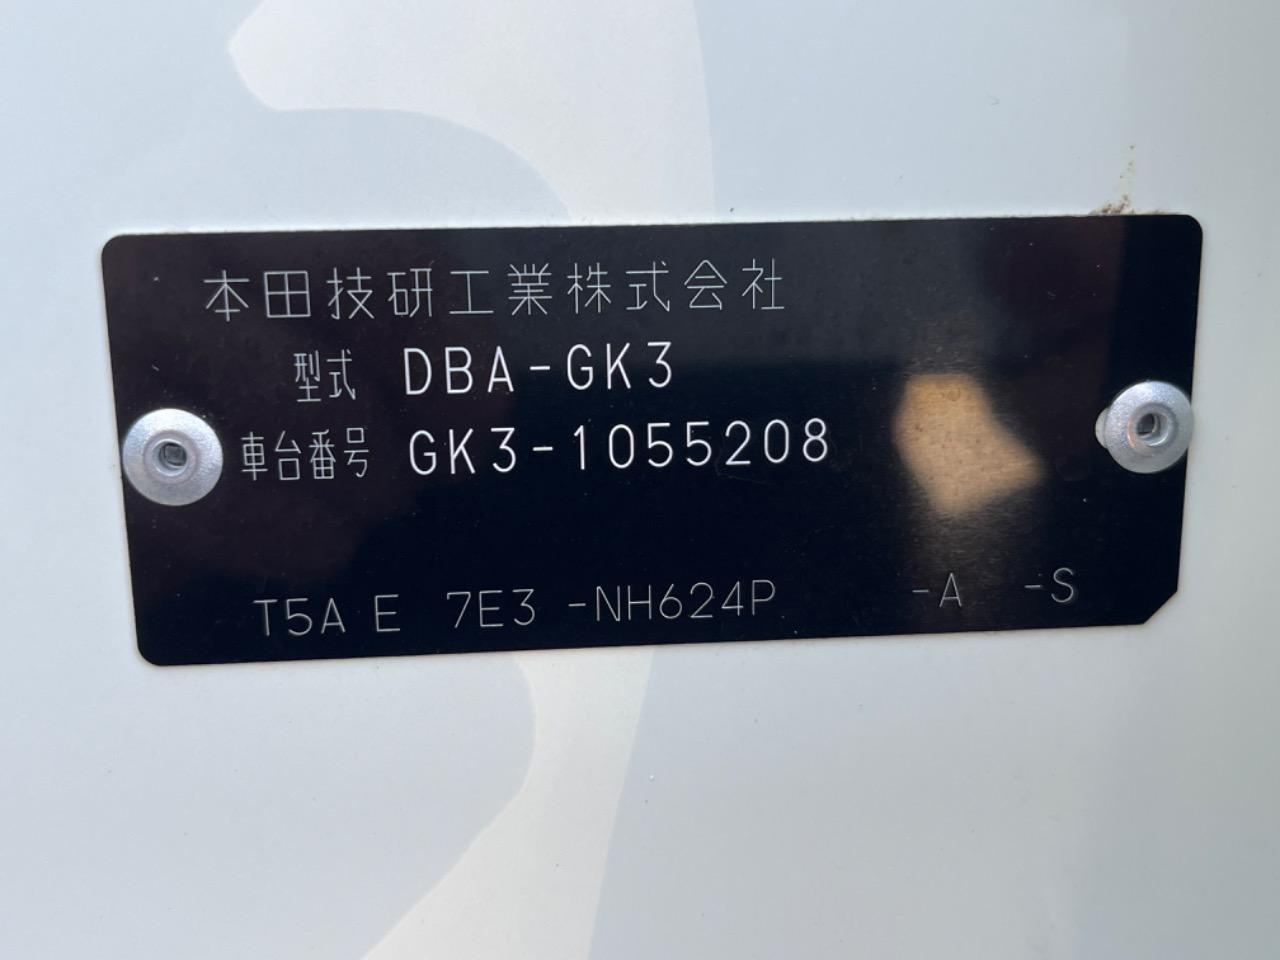 本田技研工業株式会社
型式 DBA-GK3
車台番号 GK3-1055208
T5A E 7E3 -NH624P -A -S